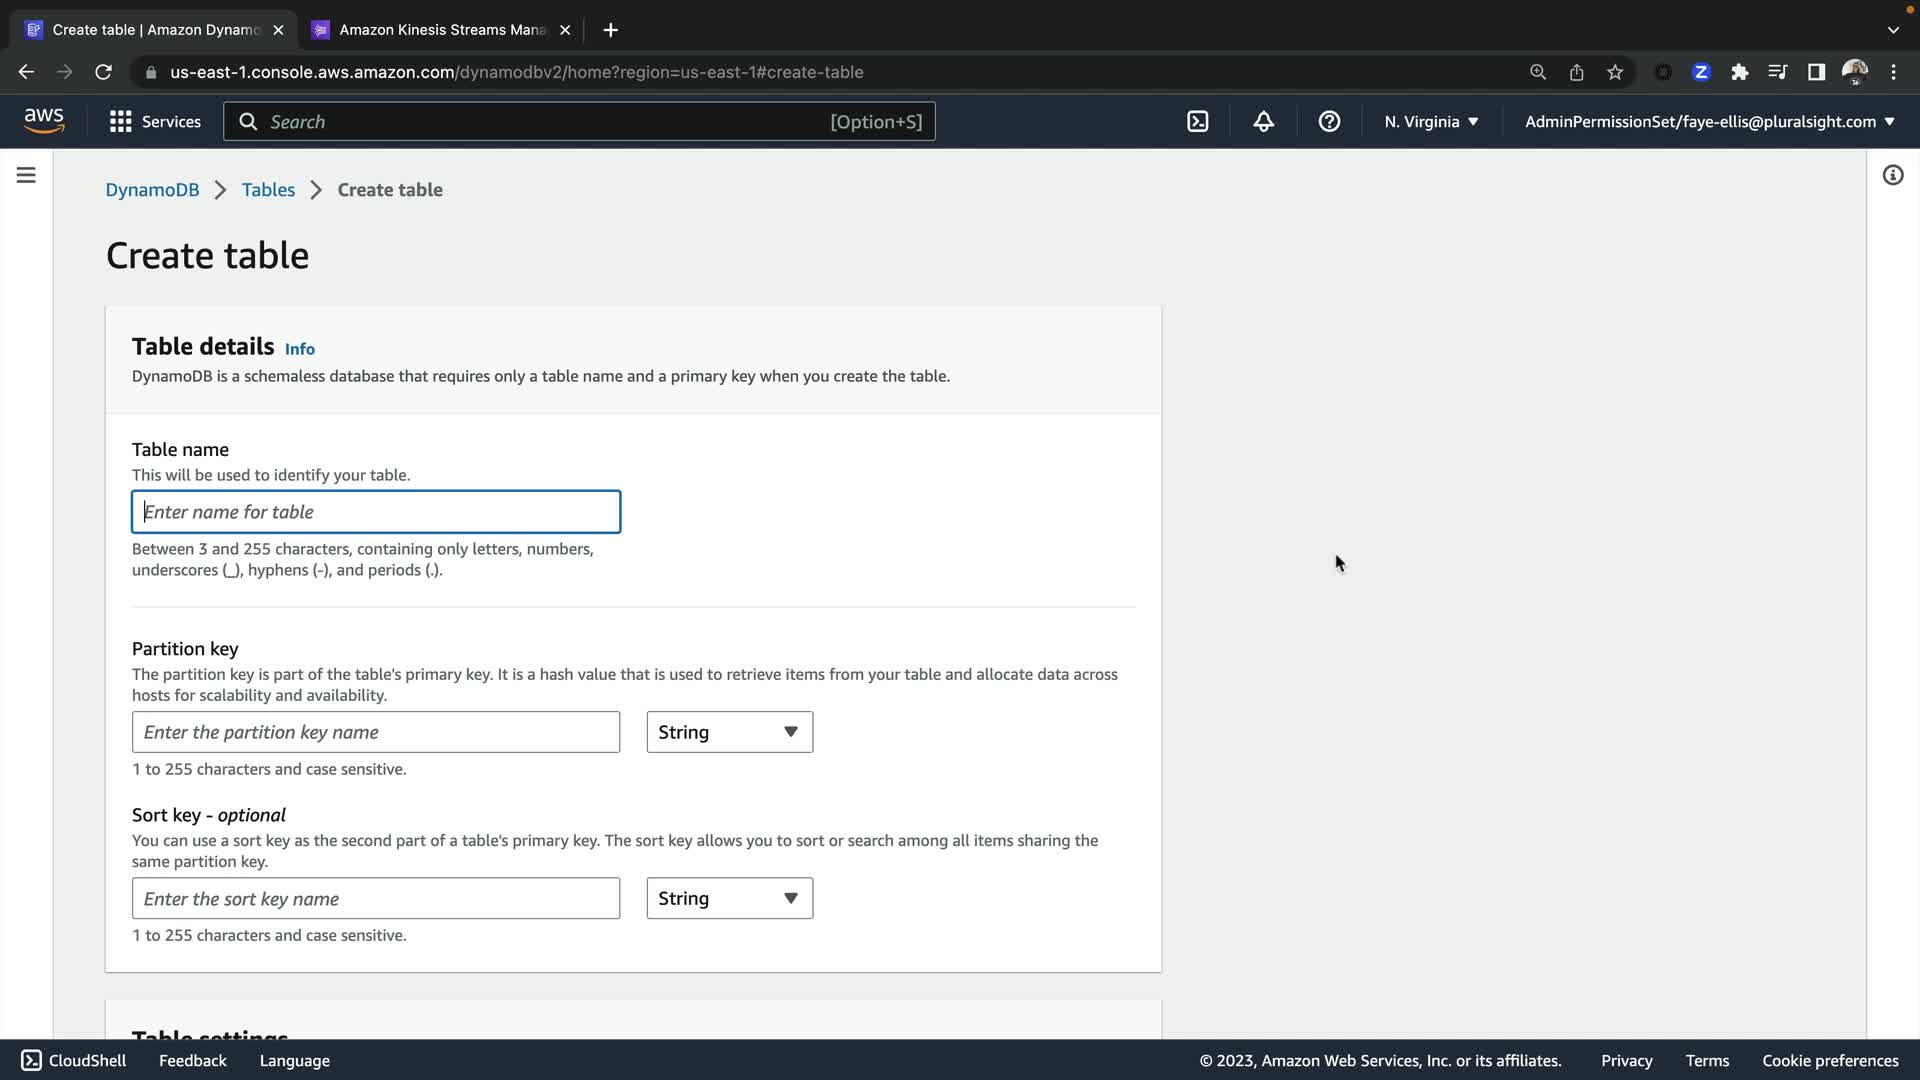 Create table | Amazon Dynamo
Amazon Kinesis Streams Mana
us-east-1.console.aws.amazon.com/dynamodbv2/home?region=us-east-1#create-table
aws
Services
Search
[Option+S]
N. Virginia
AdminPermissionSet/faye-ellis@pluralsight.com
DynamoDB
Tables
Create table
Create table
Table details Info
DynamoDB is a schemaless database that requires only a table name and a primary key when you create the table.
Table name
This will be used to identify your table.
Enter name for table
Between 3 and 255 characters, containing only letters, numbers,
underscores (_), hyphens (-), and periods (.).
Partition key
The partition key is part of the table's primary key. It is a hash value that is used to retrieve items from your table and allocate data across
hosts for scalability and availability.
Enter the partition key name
String
1 to 255 characters and case sensitive.
Sort key - optional
You can use a sort key as the second part of a table's primary key. The sort key allows you to sort or search among all items sharing the
same partition key.
Enter the sort key name
String
1 to 255 characters and case sensitive.
Table settings
CloudShell
Feedback
Language
© 2023, Amazon Web Services, Inc. or its affiliates.
Privacy
Terms
Cookie preferences